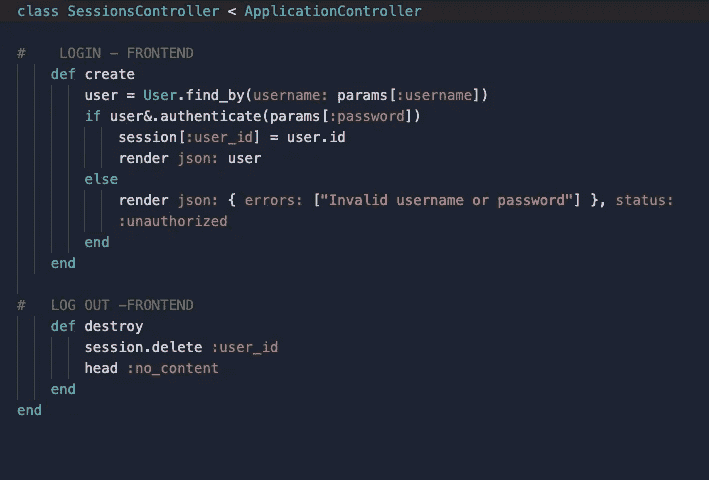 class SessionsController < ApplicationController
#    LOGIN - FRONTEND
    def create
        user = User.find_by(username: params[:username])
        if user&.authenticate(params[:password])
            session[:user_id] = user.id
            render json: user
        else
            render json: { errors: ["Invalid username or password"] }, status:
            :unauthorized
        end
    end
#   LOG OUT -FRONTEND
    def destroy
        session.delete :user_id
        head :no_content
    end
end